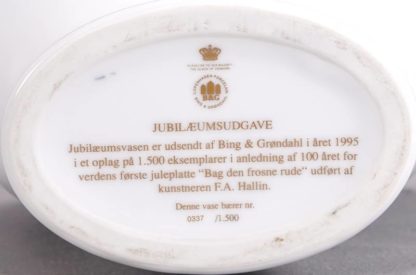 B&G
JUBILÆUMSUDGAVE
Jubilæumsvasen er udsendt af Bing & Grøndahl i året 1995
i et oplag på 1.500 eksemplarer i anledning af 100 året for
verdens første juleplatte "Bag den frosne rude" udført af
kunstneren F.A. Hallin.
Denne vase bærer nr.
0337 /1.500